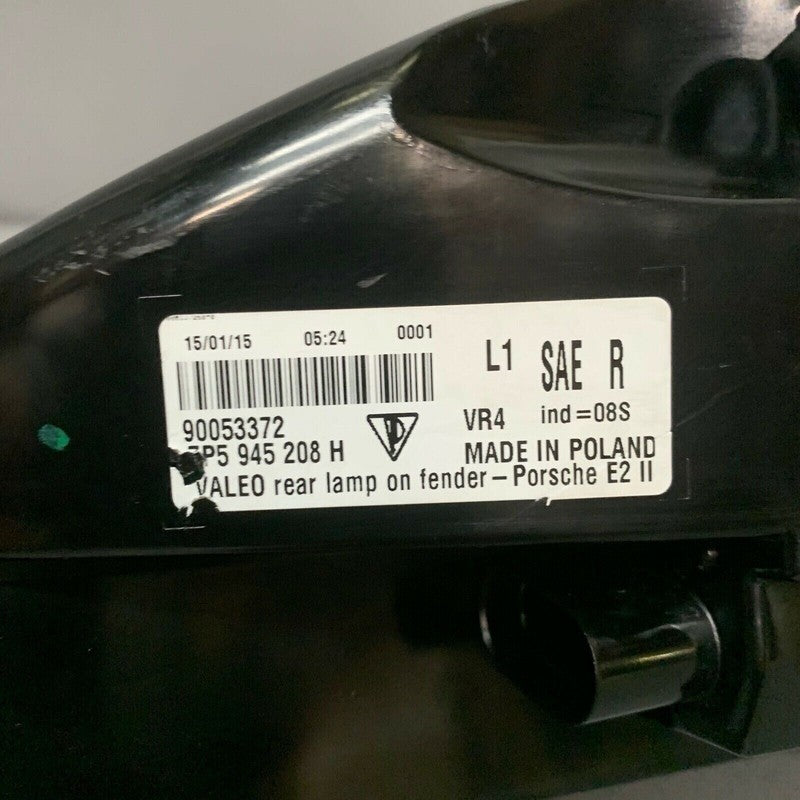 15/01/15 05:24 0001
L1 SAE R
90053372
VR4 ind=08S
P5 945 208 H
MADE IN POLAND
VALEO rear lamp on fender-Porsche E2 II